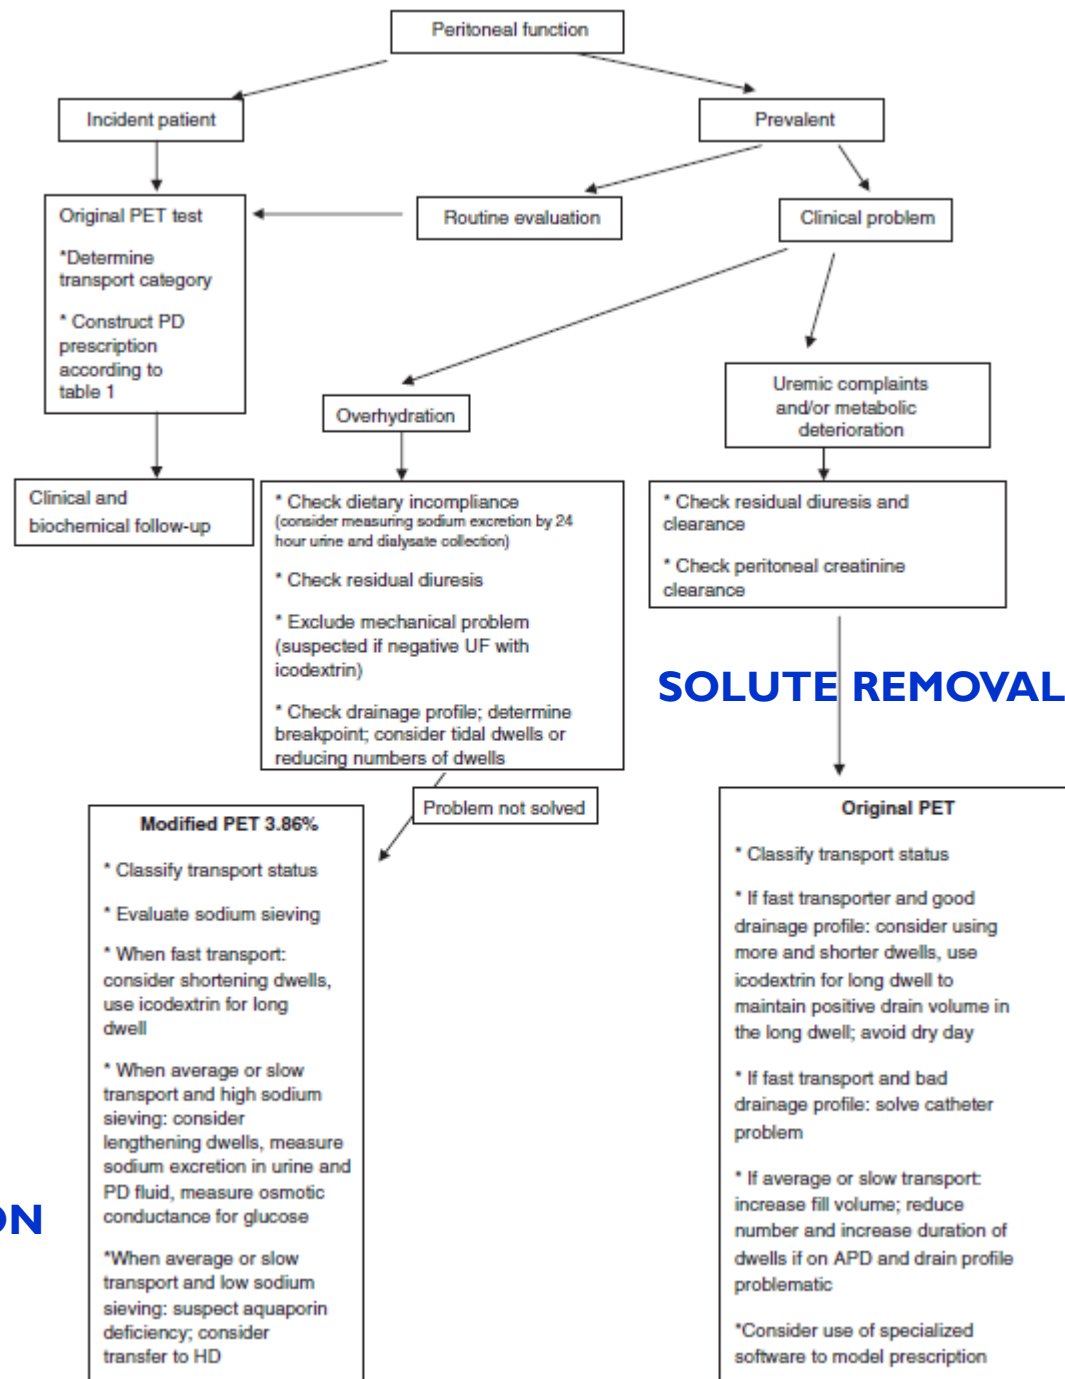 Peritoneal function
Incident patient
Prevalent
Original PET test
*Determine
transport category
* Construct PD
prescription
according to
table 1
Routine evaluation
Clinical problem
Clinical and
biochemical follow-up
Overhydration
Uremic complaints
and/or metabolic
deterioration
* Check dietary incompliance
(consider measuring sodium excretion by 24
hour urine and dialysate collection)
* Check residual diuresis
* Exclude mechanical problem
(suspected if negative UF with
icodextrin)
* Check drainage profile; determine
breakpoint; consider tidal dwells or
reducing numbers of dwells
* Check residual diuresis and
clearance
* Check peritoneal creatinine
clearance
SOLUTE REMOVAL
Problem not solved
Modified PET 3.86%
* Classify transport status
* Evaluate sodium sieving
* When fast transport:
consider shortening dwells,
use icodextrin for long
dwell
* When average or slow
transport and high sodium
sieving: consider
lengthening dwells, measure
sodium excretion in urine and
PD fluid, measure osmotic
conductance for glucose
*When average or slow
transport and low sodium
sieving: suspect aquaporin
deficiency; consider
transfer to HD
ON
Original PET
* Classify transport status
* If fast transporter and good
drainage profile: consider using
more and shorter dwells, use
icodextrin for long dwell to
maintain positive drain volume in
the long dwell; avoid dry day
* If fast transport and bad
drainage profile: solve catheter
problem
* If average or slow transport:
increase fill volume; reduce
number and increase duration of
dwells if on APD and drain profile
problematic
*Consider use of specialized
software to model prescription